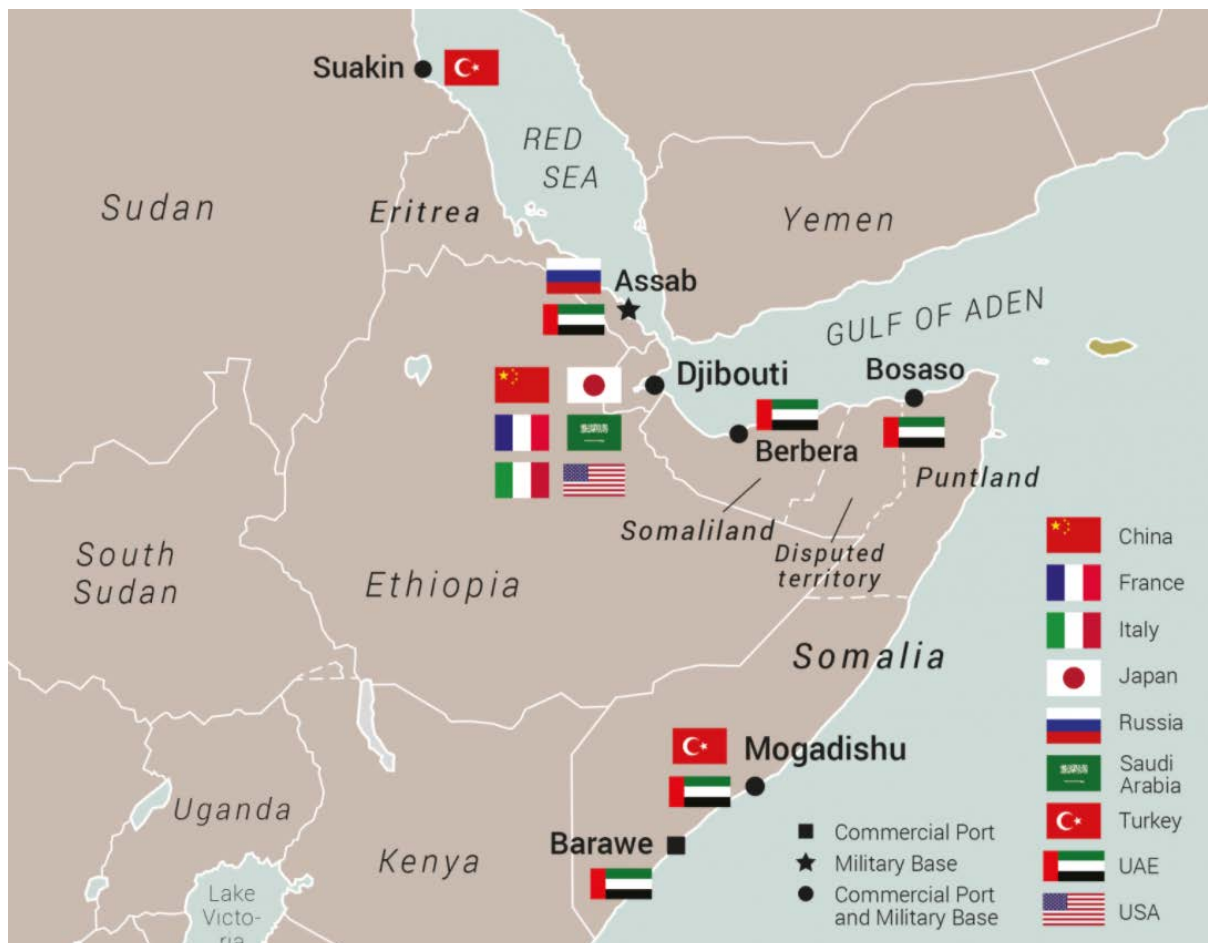 Suakin
RED
SEA
Sudan
Eritrea
Yemen
Assab
GULF OF ADEN
Djibouti
Bosaso
Berbera
Puntland
Somaliland
Disputed
territory
South
Sudan
Ethiopia
Somalia
Mogadishu
Uganda
Barawe
Kenya
Lake
Victo-
ria
China
France
Italy
Japan
Russia
Saudi
Arabia
Turkey
UAE
USA
Commercial Port
Military Base
Commercial Port
and Military Base